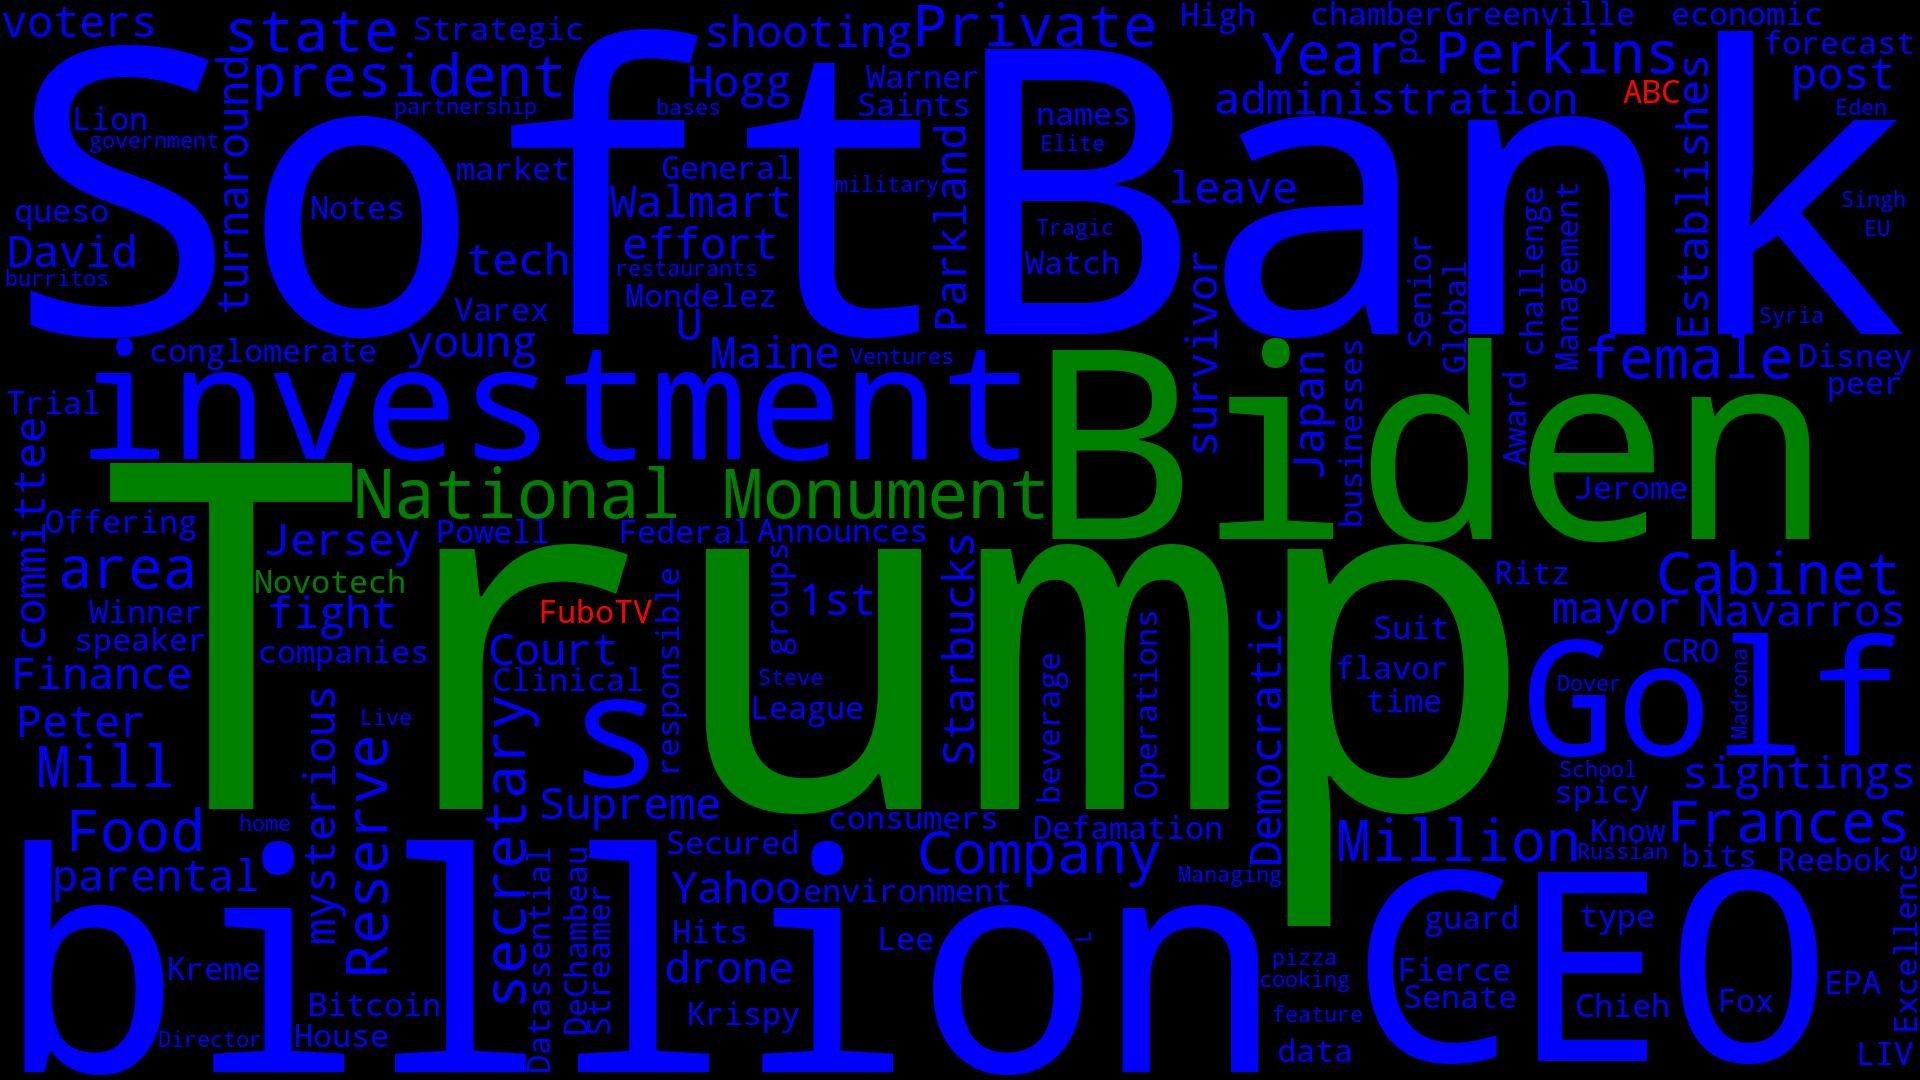 voters
state
Strategic
shooting
Private
High
chamber
Greenville
economic
SoftBank
president
Hogg
Warner
Saints
Year
po
Perkins
forecast
post
ABC
Eden
administration
Lion
government
turnaround
partnership
bases
names
Elite
market
General
military
Parkland
leave
Establishes
queso
Notes
Walmart
Singh
EU
David
burritos
tech
effort
restaurants
Mondelez
Tragic
Watch
survivor
Senior
Global
challenge
Management
Syria
Varex
U
conglomerate
young
Maine
Ventures
Japan
businesses
Award
female
Disney
peer
investment
Biden
Trial
committee
National Monument
Jerome
Trump
Offering
Jersey
Powell
Federal
Announces
area
Novotech
groups
1st
Starbucks
Ritz
Cabinet
Winner
fight
FuboTV
responsible
mayor
Navarros
speaker
companies
Court
Clinical
Suit
flavor
time
CRO
Finance
Steve
League
beverage
Operations
Democratic
Golf
Dover
Madrona
Peter
Live
s
Mill
mysterious
Reserve
secretary
School
spicy
sightings
Food
home
Supreme
consumers
Defamation
Million
Know
Frances
parental
Secured
Company
Managing
Russian
bits
Reebok
billion
Yahoo
environment
CEO
Excellence
Datassential
DeChambeau
Streamer
Hits
Lee
L
guard
type
Kreme
drone
pizza
cooking
Fierce
Senate
EPA
Bitcoin
Krispy
feature
Chieh
Fox
Director
House
data
LIV